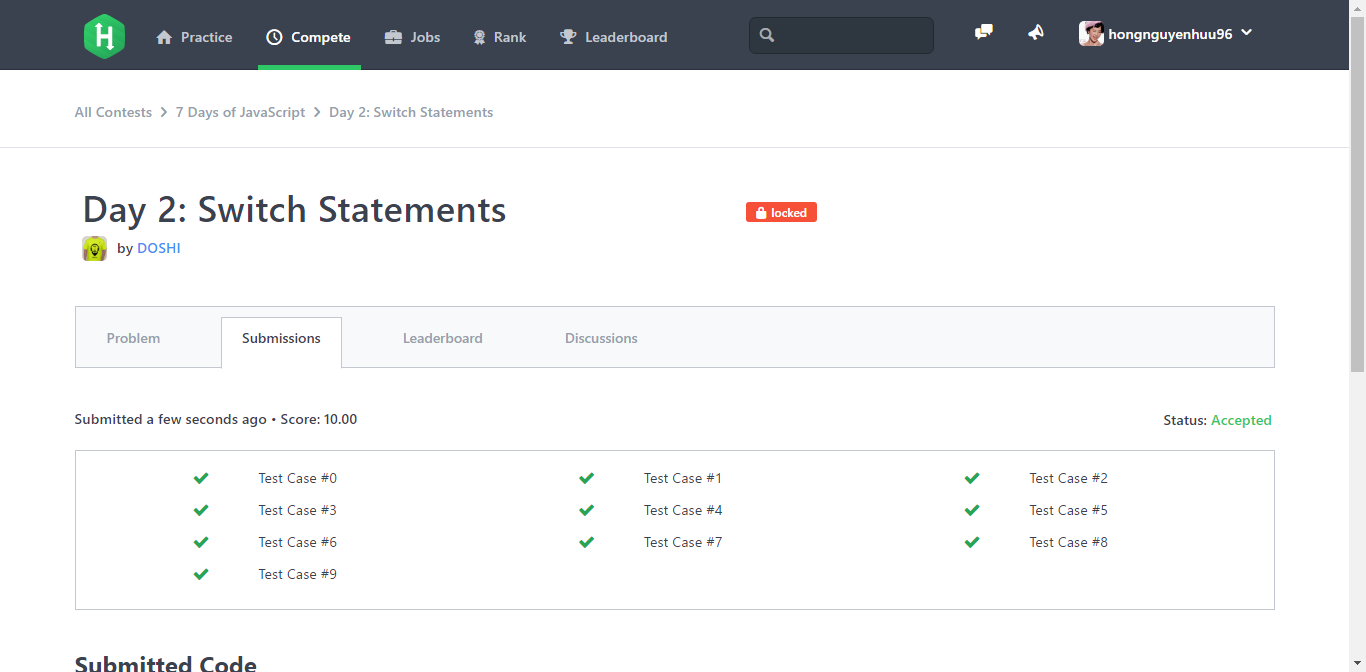 H Practice Compete Jobs Rank Leaderboard hongnguyenhuu96
All Contests > 7 Days of JavaScript > Day 2: Switch Statements
Day 2: Switch Statements locked
by DOSHI
Problem Submissions Leaderboard Discussions
Submitted a few seconds ago • Score: 10.00 Status: Accepted
Test Case #0 Test Case #1 Test Case #2
Test Case #3 Test Case #4 Test Case #5
Test Case #6 Test Case #7 Test Case #8
Test Case #9
Submitted Code